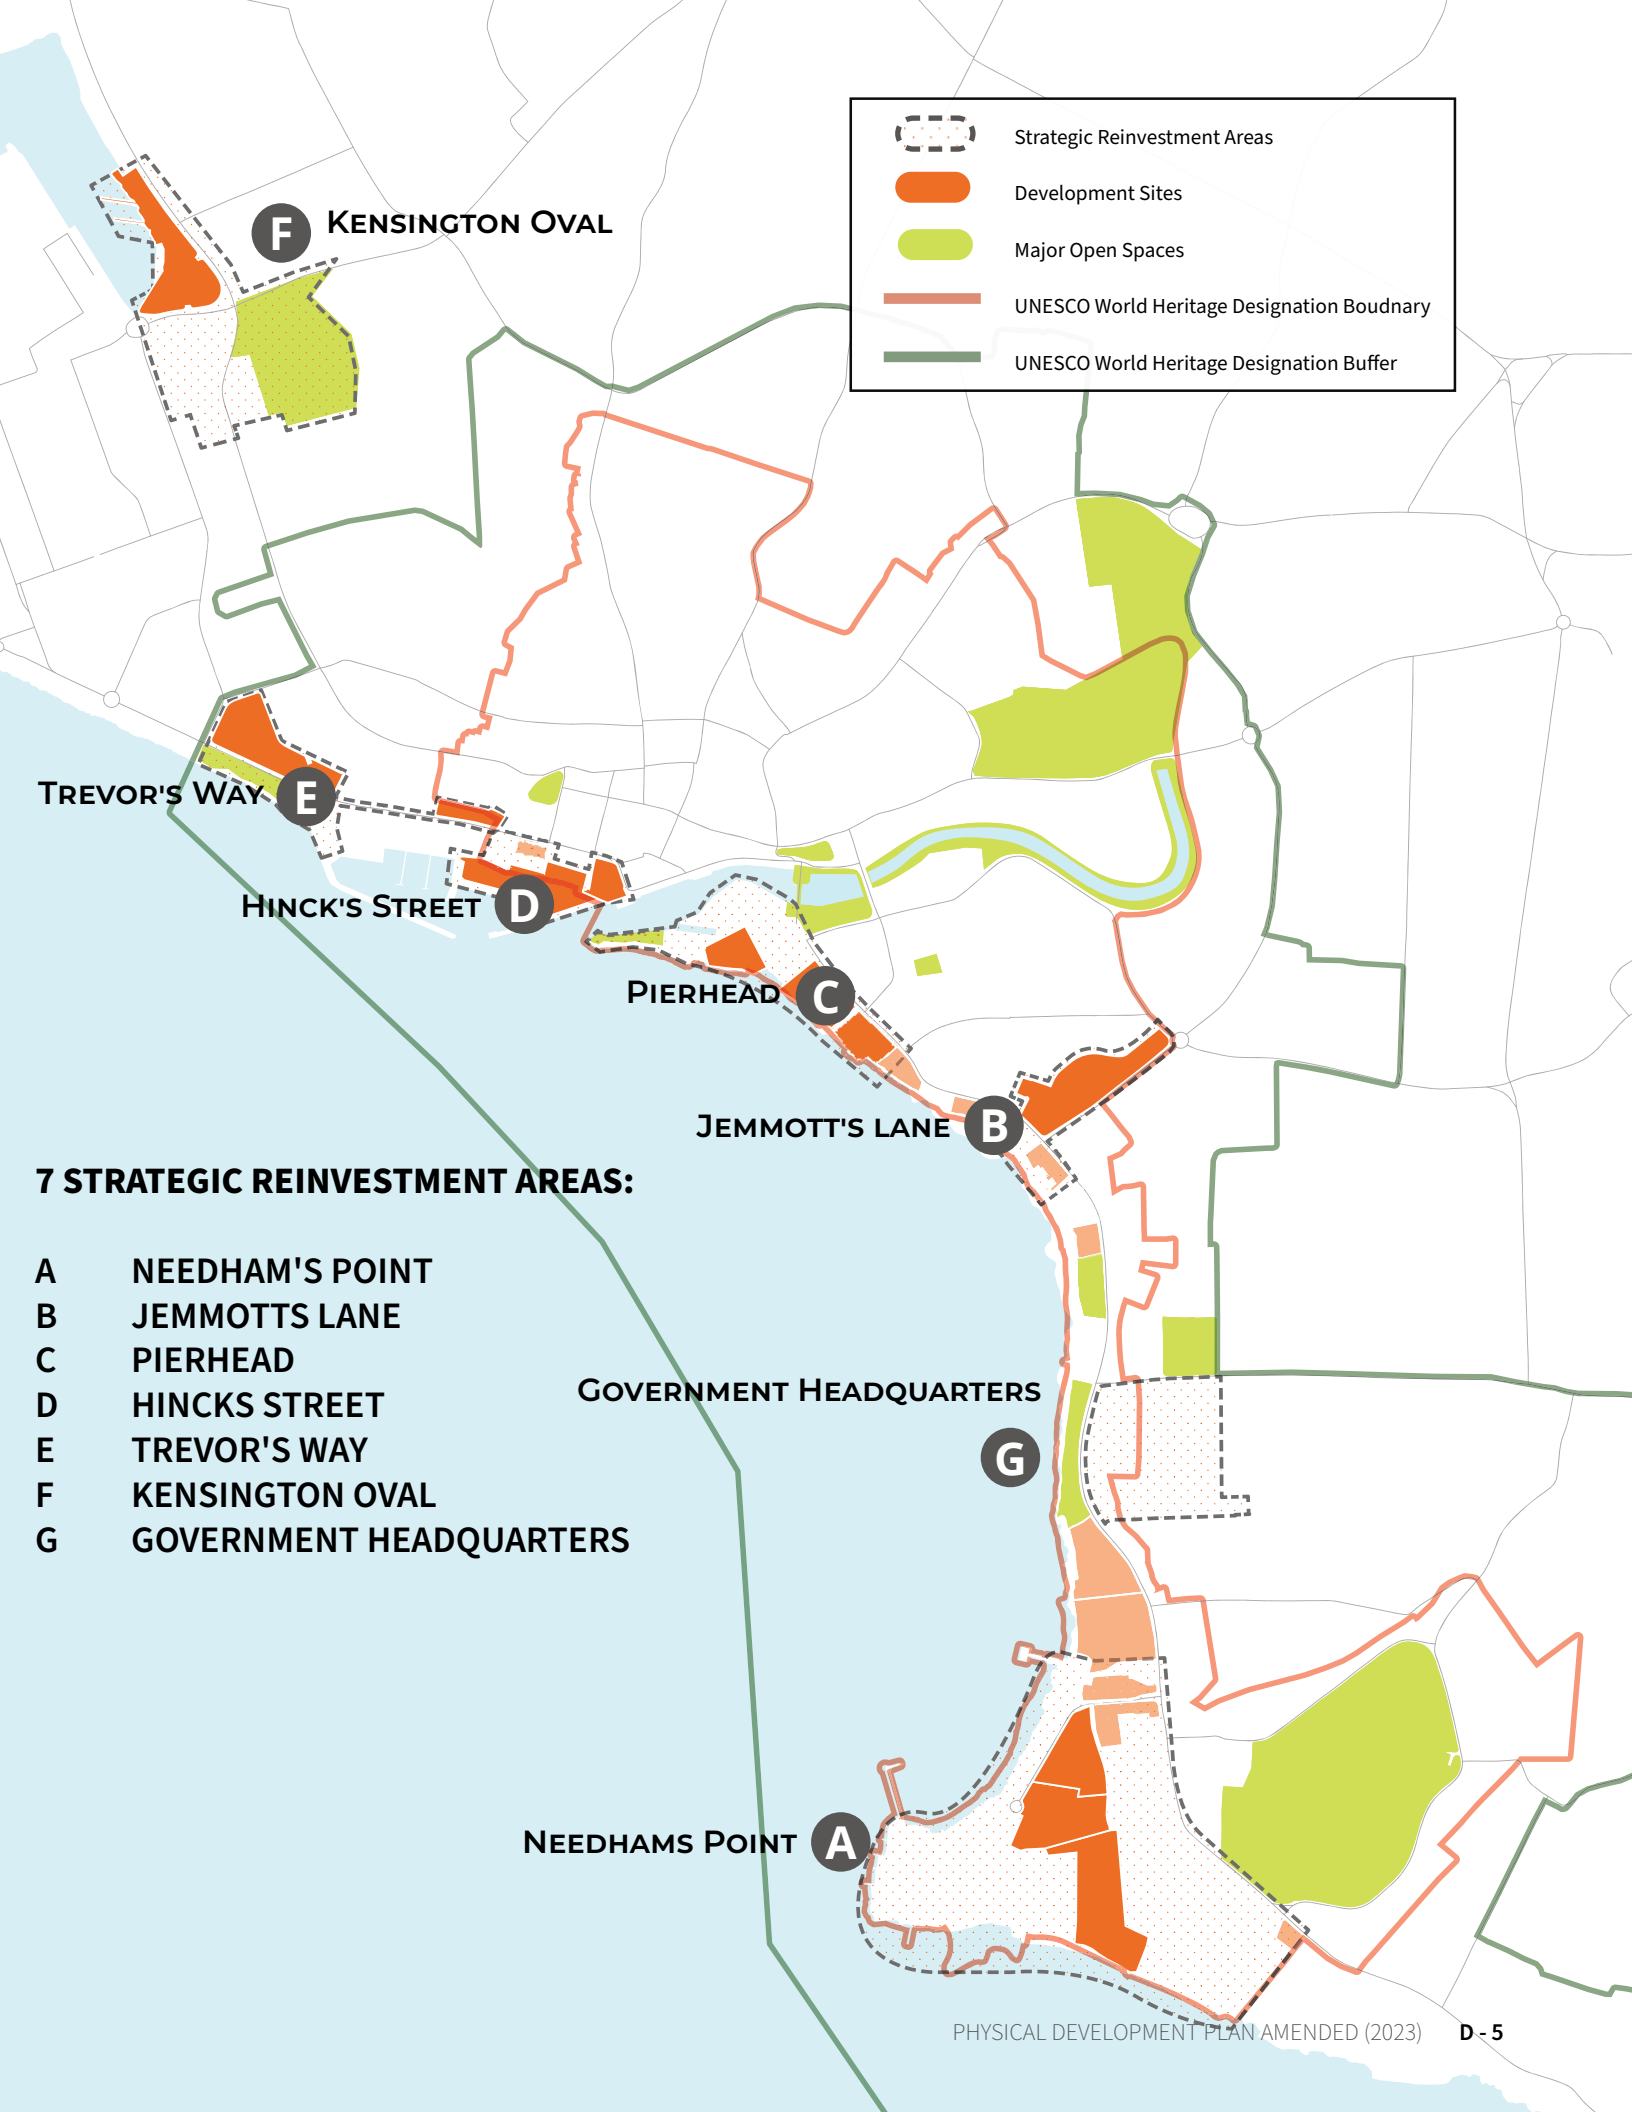 Strategic Reinvestment Areas
Development Sites
Major Open Spaces
UNESCO World Heritage Designation Boudnary
UNESCO World Heritage Designation Buffer
F KENSINGTON OVAL
TREVOR'S WAY E
HINCK'S STREET D
PIERHEAD C
JEMMOTT'S LANE B
7 STRATEGIC REINVESTMENT AREAS:
A NEEDHAM'S POINT
B JEMMOTTS LANE
C PIERHEAD
D HINCKS STREET
E TREVOR'S WAY
F KENSINGTON OVAL
G GOVERNMENT HEADQUARTERS
GOVERNMENT HEADQUARTERS
G
NEEDHAMS POINT A
PHYSICAL DEVELOPMENT PLAN AMENDED (2023) D - 5